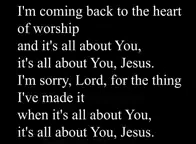 I'm coming back to the heart
of worship
and it's all about You,
it's all about You, Jesus.
I'm sorry, Lord, for the thing
I've made it
when it's all about You,
it's all about You, Jesus.